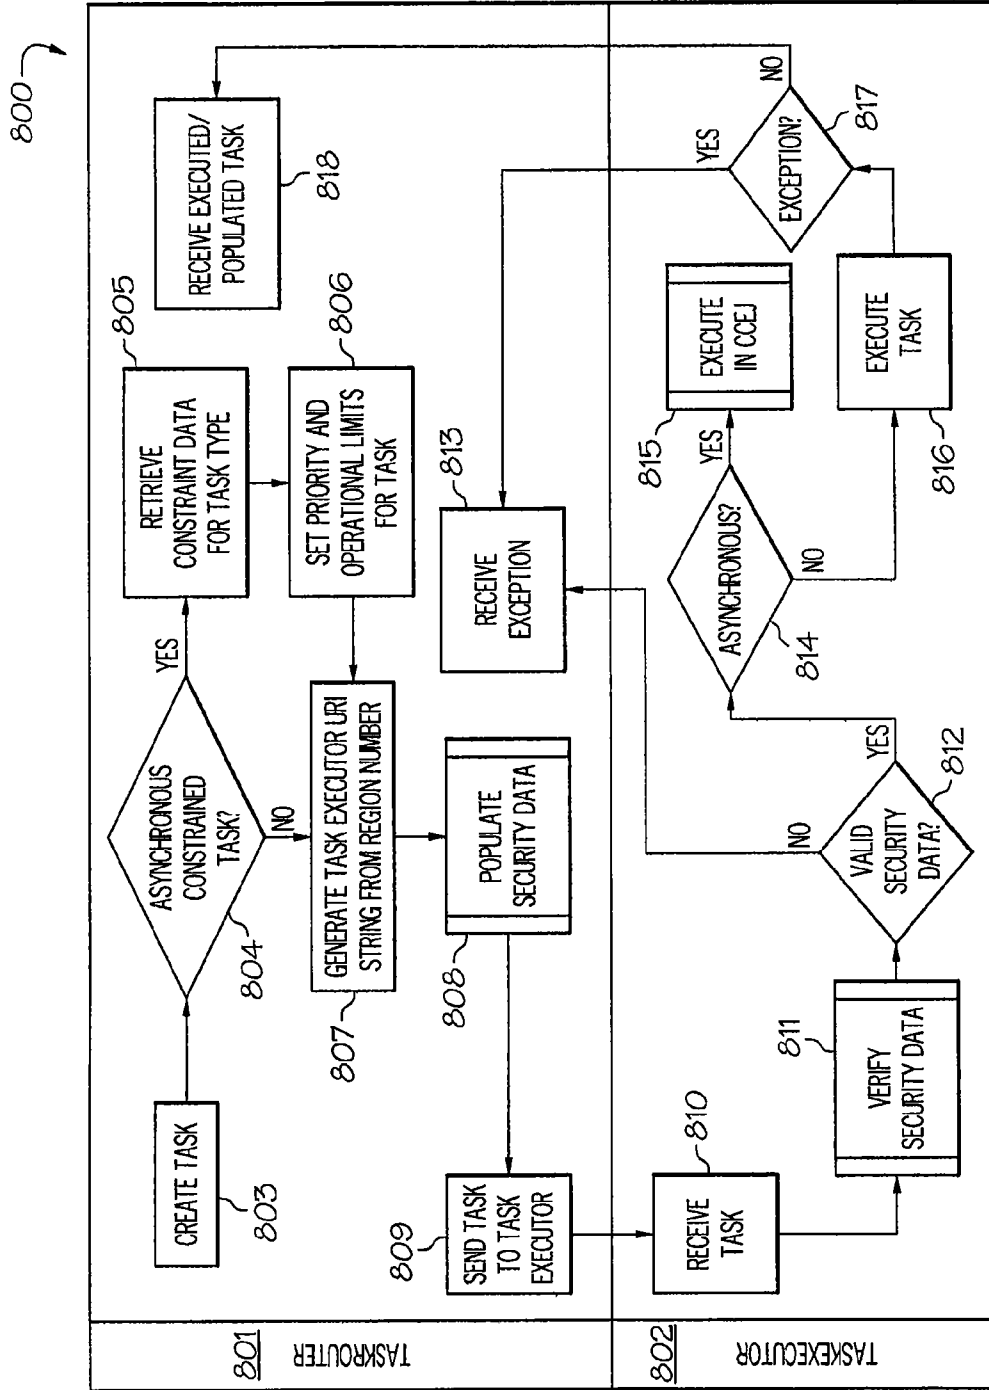 800
801
TASKROUTER
CREATE TASK
803
ASYNCHRONOUS
CONSTRAINED
TASK?
804
YES
NO
RETRIEVE
CONSTRAINT DATA
FOR TASK TYPE
805
SET PRIORITY AND
OPERATIONAL LIMITS
FOR TASK
806
GENERATE TASK EXECUTOR URI
STRING FROM REGION NUMBER
807
POPULATE
SECURITY DATA
808
SEND TASK
TO TASK
EXECUTOR
809
RECEIVE
EXCEPTION
813
RECEIVE EXECUTED/
POPULATED TASK
818
802
TASKEXECUTOR
RECEIVE
TASK
810
VERIFY
SECURITY DATA
811
VALID
SECURITY
DATA?
812
NO
YES
ASYNCHRONOUS?
814
YES
NO
EXECUTE
IN CCEJ
815
EXECUTE
TASK
816
EXCEPTION?
817
YES
NO